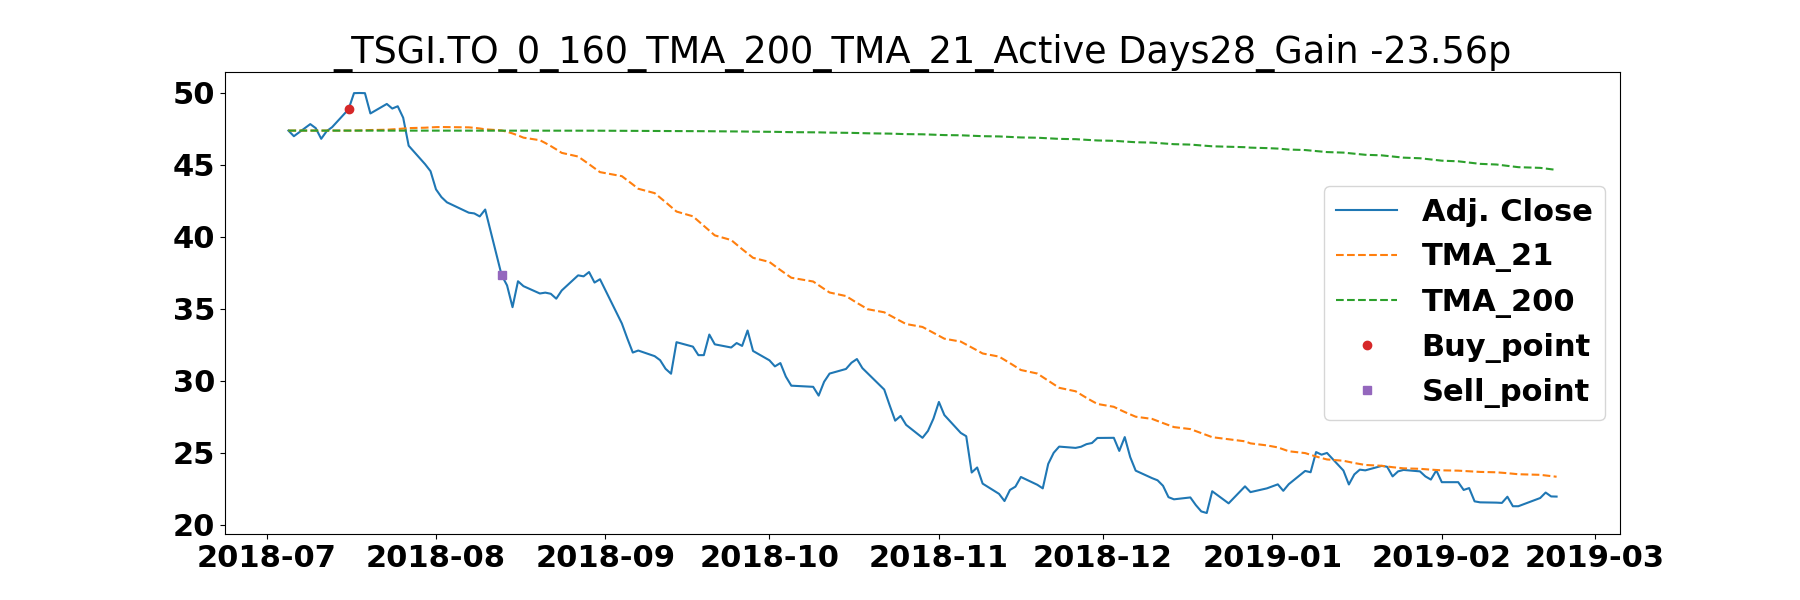 _TSGI.TO_0_160_TMA_200_TMA_21_Active Days28_Gain -23.56p
50
45
40
35
30
25
20
Adj. Close
TMA_21
TMA_200
Buy_point
Sell_point
2018-07 2018-08 2018-09 2018-10 2018-11 2018-12 2019-01 2019-02 2019-03